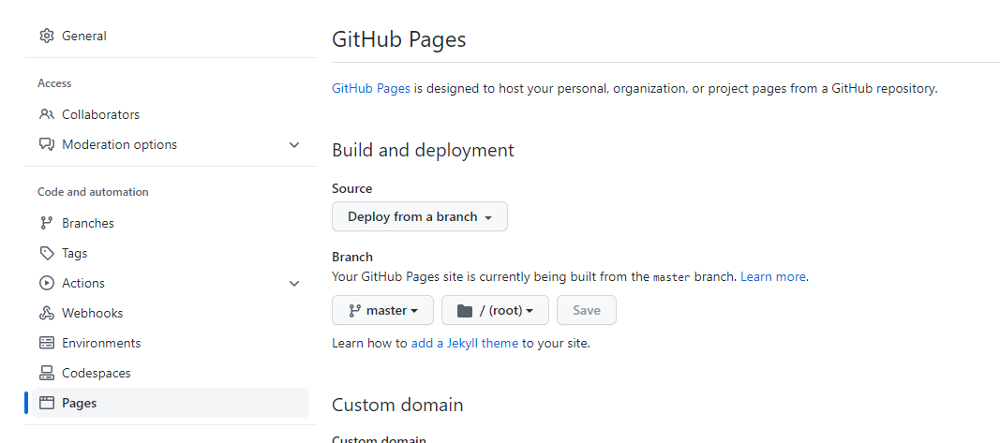 General
Access
Collaborators
Moderation options
Code and automation
Branches
Tags
Actions
Webhooks
Environments
Codespaces
Pages
GitHub Pages
GitHub Pages is designed to host your personal, organization, or project pages from a GitHub repository.
Build and deployment
Source
Deploy from a branch
Branch
Your GitHub Pages site is currently being built from the master branch. Learn more.
master / (root) Save
Learn how to add a Jekyll theme to your site.
Custom domain
Custom domain